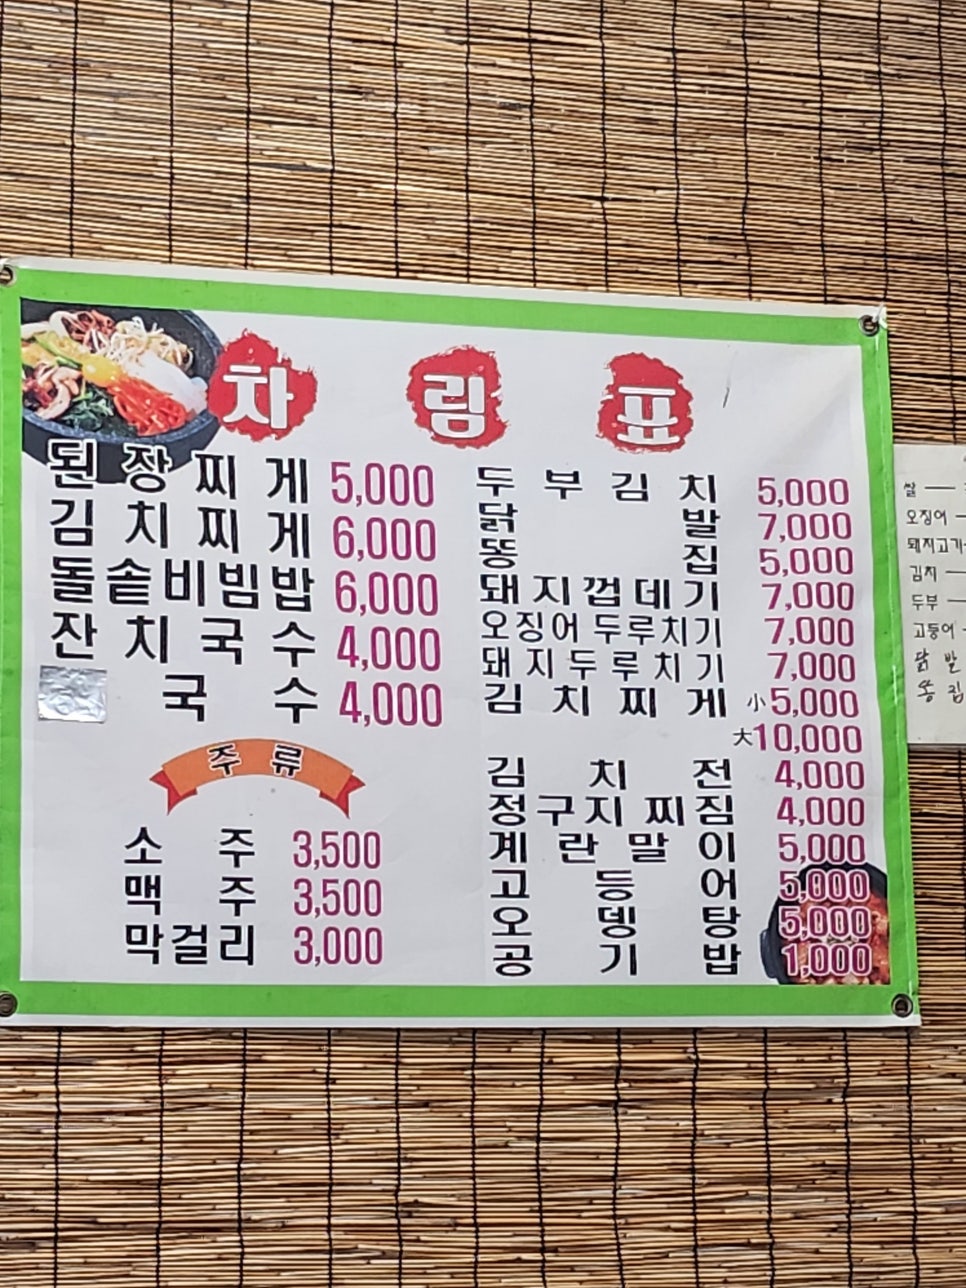 차림표
된장찌게 5,000
김치찌게 6,000
돌솥비빔밥 6,000
잔치국수 4,000
국수 4,000
주류
소주 3,500
맥주 3,500
막걸리 3,000
두부김치 5,000
닭발 7,000
똥집 5,000
돼지껍데기 7,000
오징어두루치기 7,000
돼지두루치기 7,000
김치찌게 小 5,000
大 10,000
김치전 4,000
정구지찌짐 4,000
계란말이 5,000
고등어 5,000
오뎅탕 5,000
공기밥 1,000
쌀 —
오징어 —
돼지고기
김치 —
두부 —
고등어 -
닭발
똥집